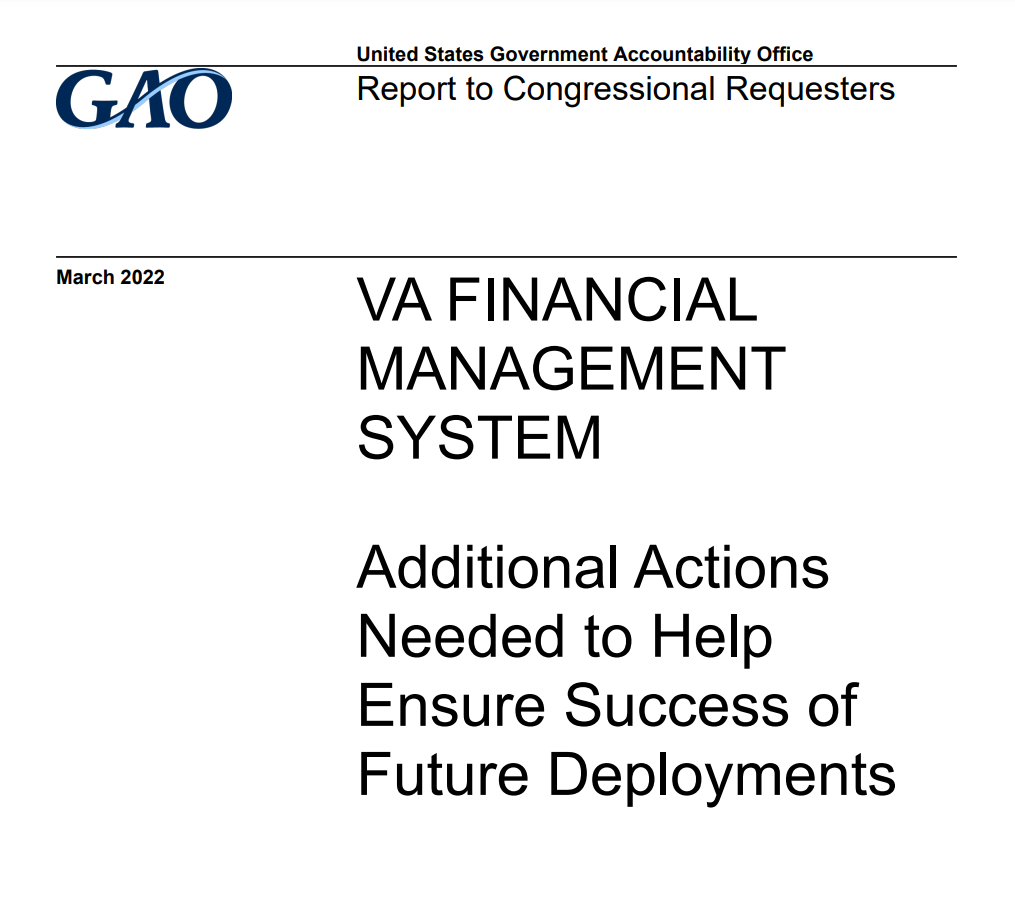 United States Government Accountability Office
GAO
Report to Congressional Requesters
March 2022
VA FINANCIAL
MANAGEMENT
SYSTEM
Additional Actions
Needed to Help
Ensure Success of
Future Deployments